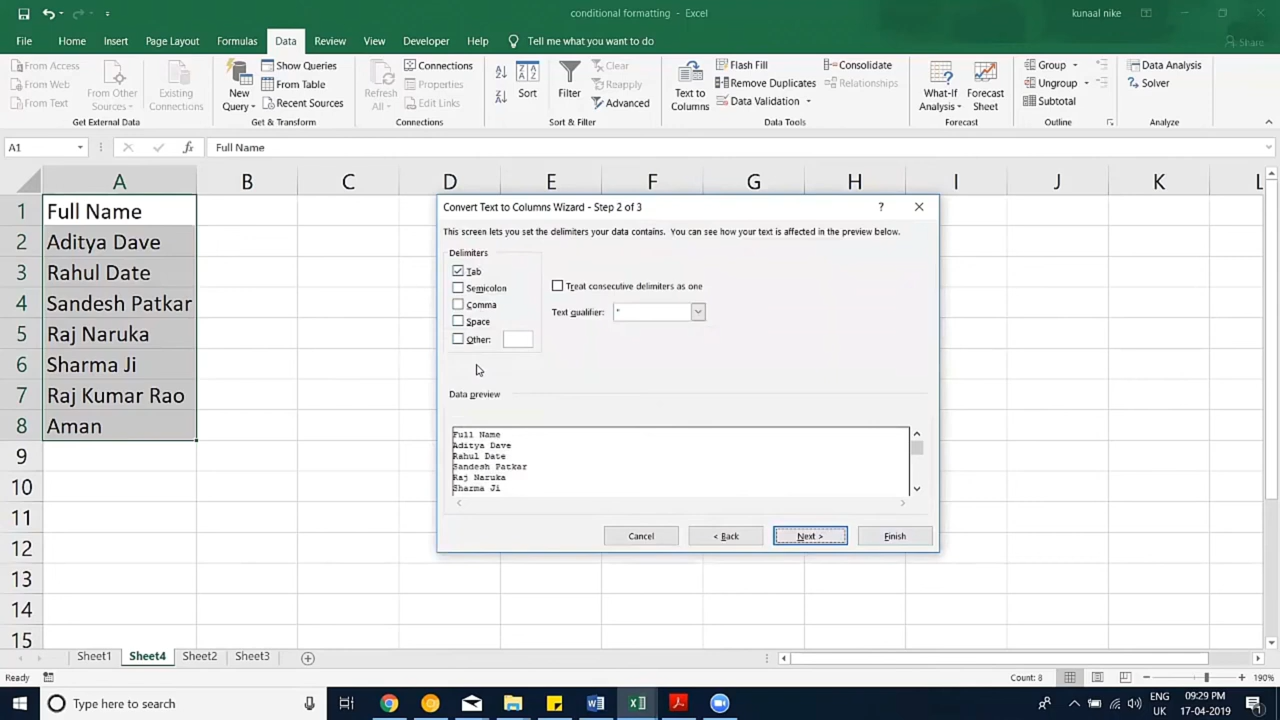 conditional formatting - Excel
kunaal nike
File Home Insert Page Layout Formulas Data Review View Developer Help Tell me what you want to do Share
From Access
From Web
From Text
From Other Sources
Existing Connections
Get External Data
New Query
Show Queries
From Table
Recent Sources
Get & Transform
Refresh All
Connections
Properties
Edit Links
Connections
Sort
Filter
Clear
Reapply
Advanced
Sort & Filter
Text to Columns
Flash Fill
Remove Duplicates
Data Validation
Consolidate
Relationships
Data Tools
What-If Analysis
Forecast Sheet
Forecast
Group
Ungroup
Subtotal
Outline
Data Analysis
Solver
Analyze
A1 fx Full Name
A B C D E F G H I J K L
1 Full Name
2 Aditya Dave
3 Rahul Date
4 Sandesh Patkar
5 Raj Naruka
6 Sharma Ji
7 Raj Kumar Rao
8 Aman
9
10
11
12
13
14
15
Convert Text to Columns Wizard - Step 2 of 3 ?
This screen lets you set the delimiters your data contains. You can see how your text is affected in the preview below.
Delimiters
Tab
Semicolon
Comma
Space
Other:
Treat consecutive delimiters as one
Text qualifier: "
Data preview
Full Name
Aditya Dave
Rahul Date
Sandesh Patkar
Raj Naruka
Sharma Ji
Cancel < Back Next > Finish
Sheet1 Sheet4 Sheet2 Sheet3
Ready Count: 8 190%
Type here to search
ENG
UK
09:29 PM
17-04-2019